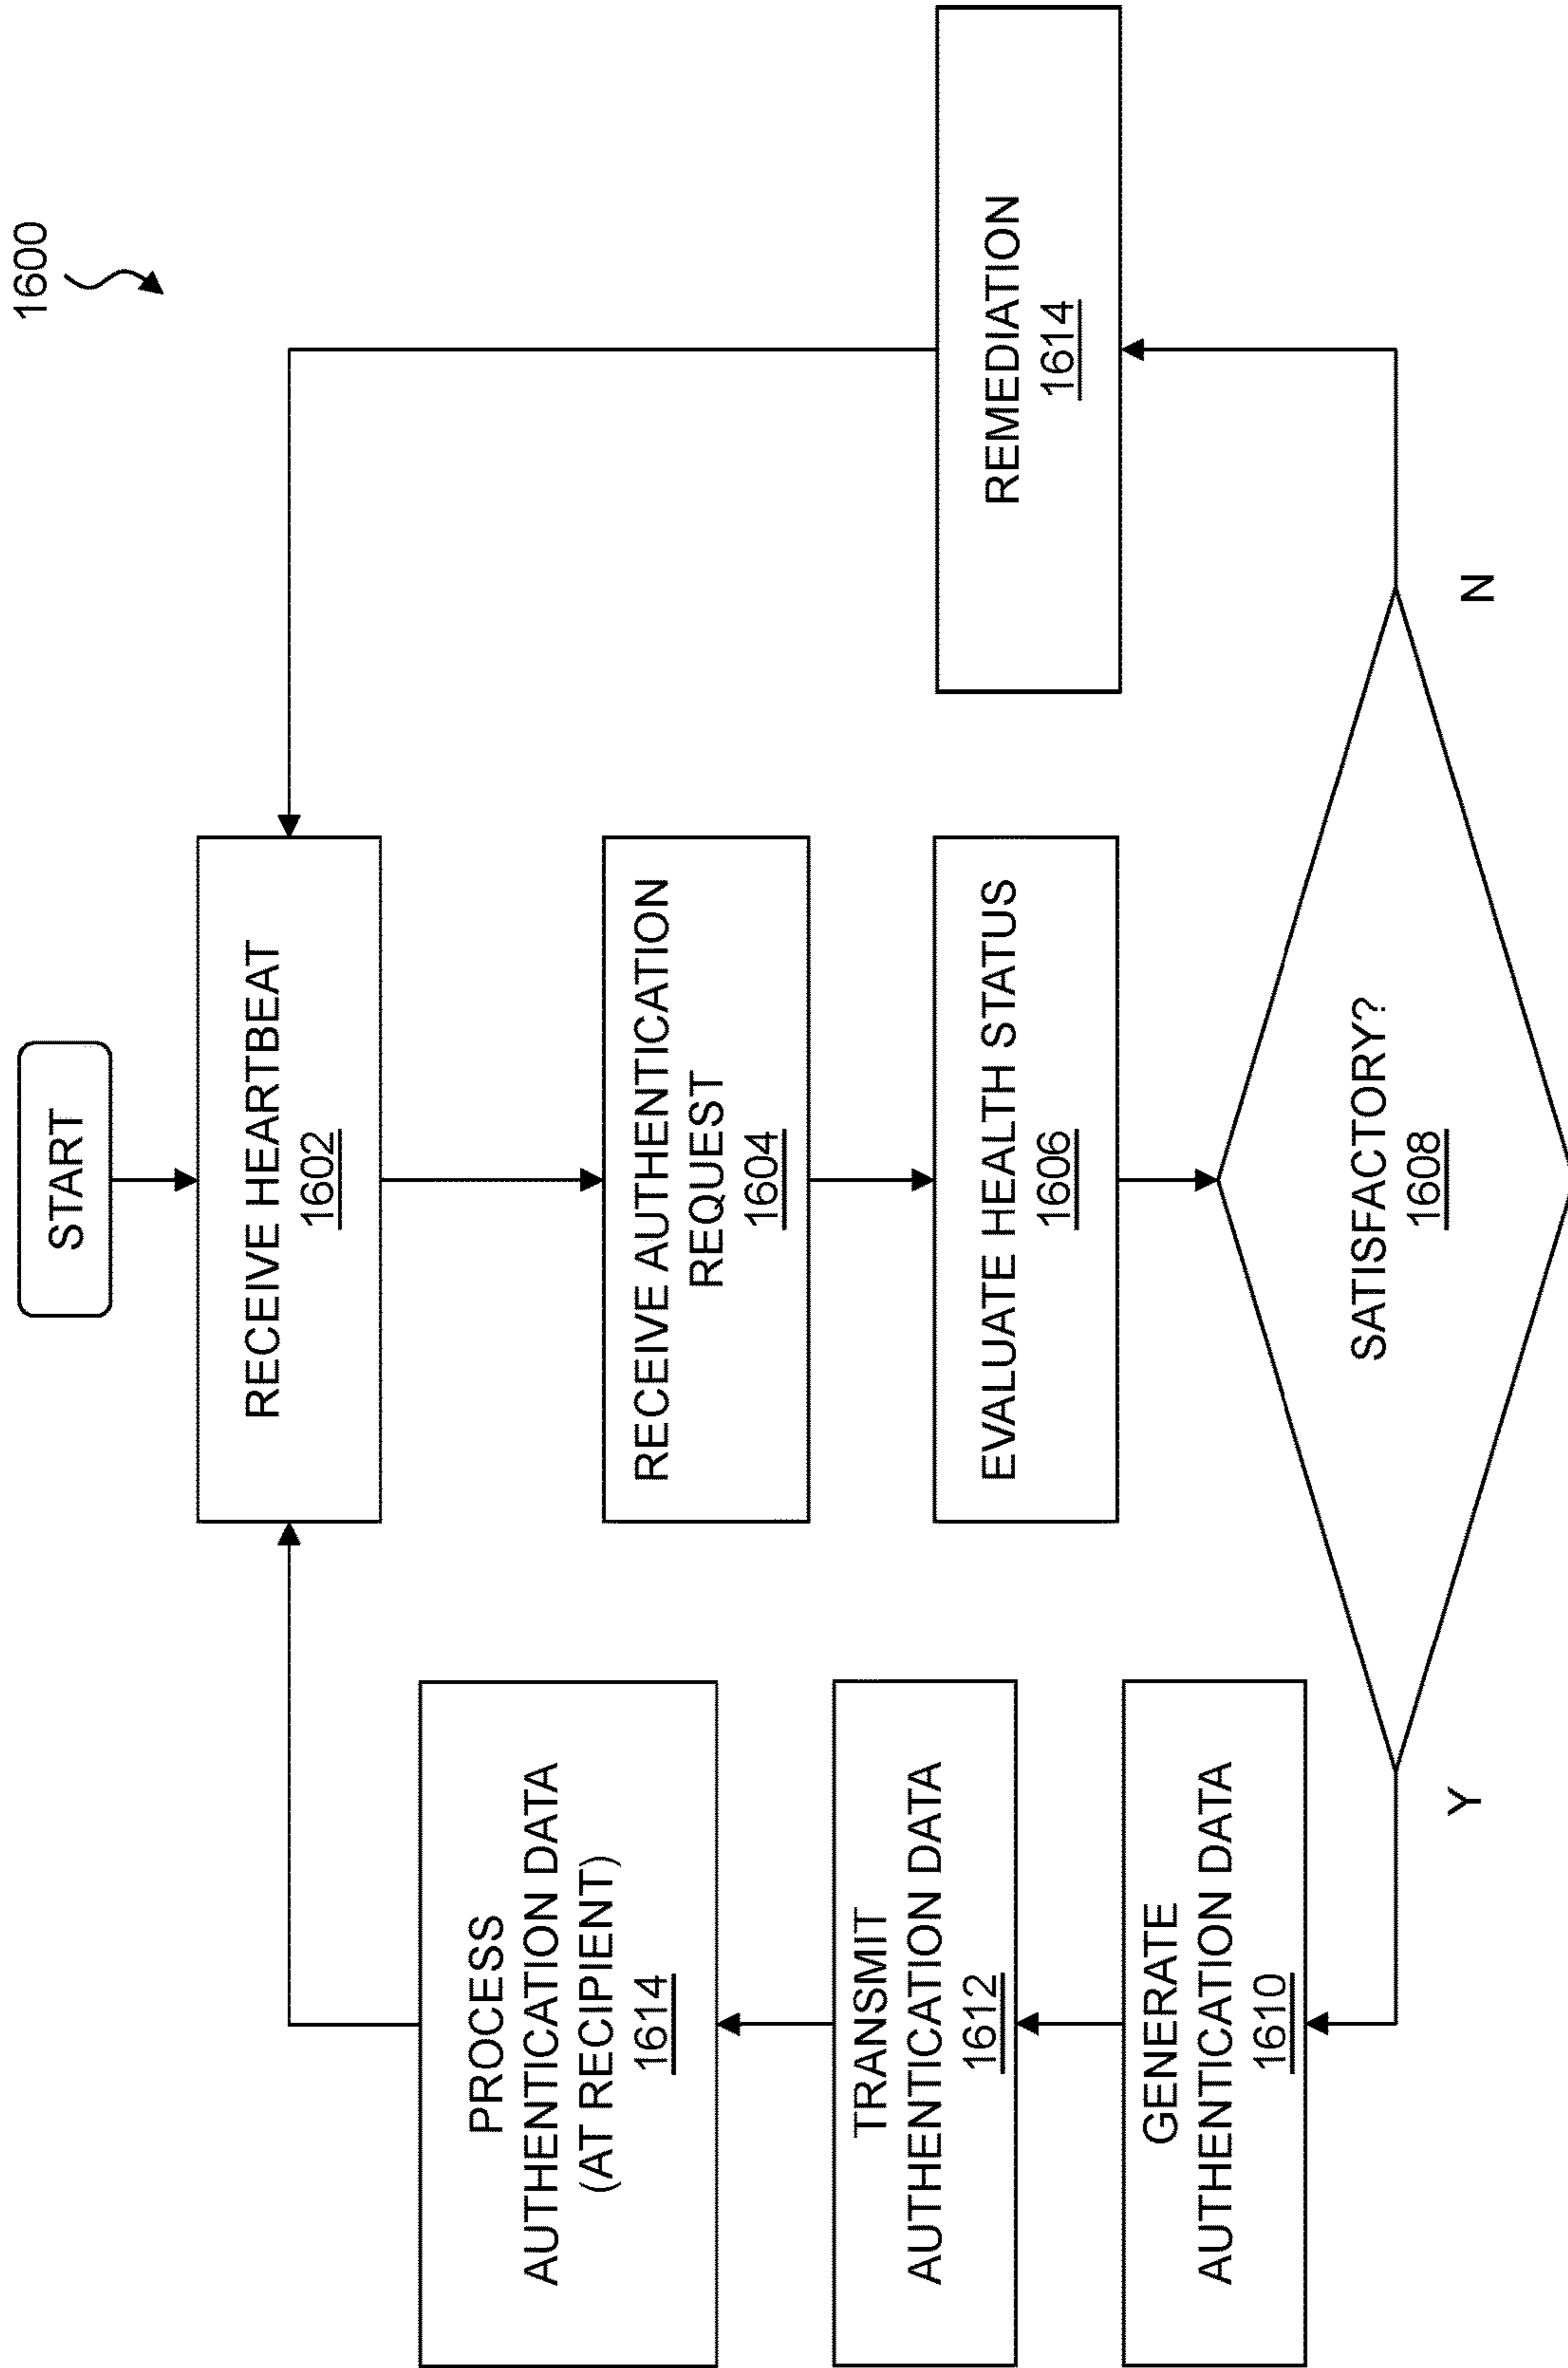 1600
START
RECEIVE HEARTBEAT
1602
RECEIVE AUTHENTICATION
REQUEST
1604
EVALUATE HEALTH STATUS
1606
SATISFACTORY?
1608
Y
N
GENERATE
AUTHENTICATION DATA
1610
TRANSMIT
AUTHENTICATION DATA
1612
PROCESS
AUTHENTICATION DATA
(AT RECIPIENT)
1614
REMEDIATION
1614